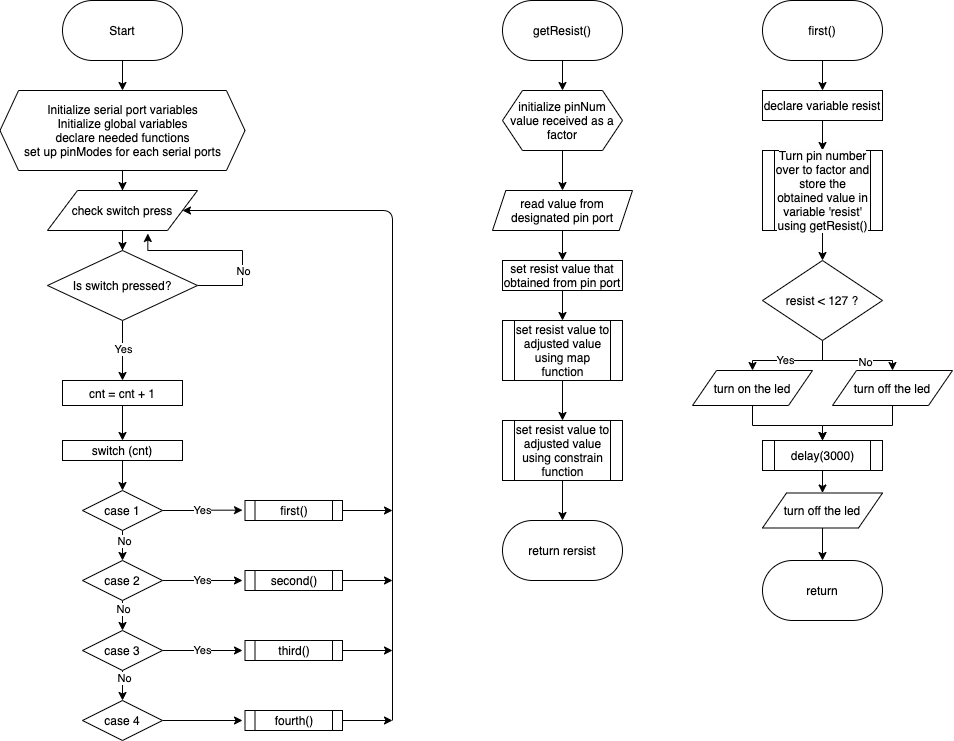 Start
Initialize serial port variables
Initialize global variables
declare needed functions
set up pinModes for each serial ports
check switch press
Is switch pressed?
No
Yes
cnt = cnt + 1
switch (cnt)
case 1
Yes
first()
No
case 2
Yes
second()
No
case 3
Yes
third()
No
case 4
fourth()
getResist()
initialize pinNum
value received as a
factor
read value from
designated pin port
set resist value that
obtained from pin port
set resist value to
adjusted value
using map
function
set resist value to
adjusted value
using constrain
function
return rersist
first()
declare variable resist
Turn pin number
over to factor and
store the
obtained value in
variable 'resist'
using getResist()
resist < 127 ?
Yes
No
turn on the led
turn off the led
delay(3000)
turn off the led
return